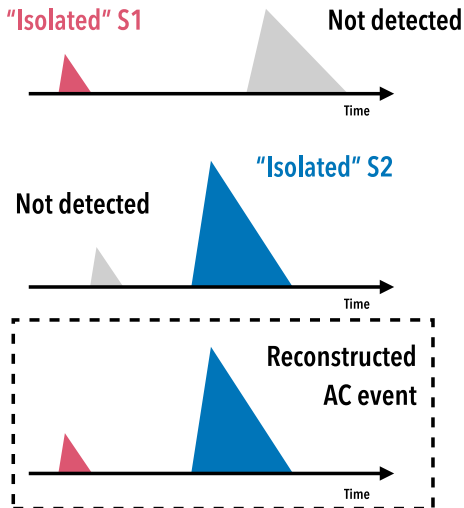 “Isolated” S1
Not detected
Time
“Isolated” S2
Not detected
Time
Reconstructed
AC event
Time